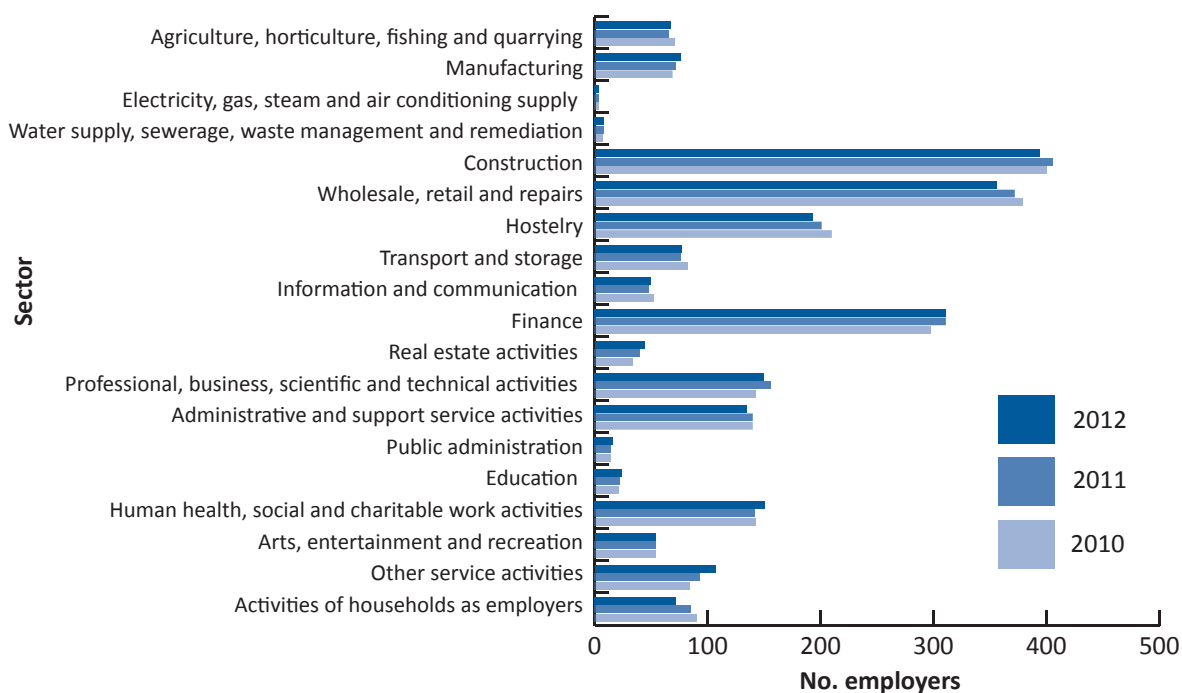 Agriculture, horticulture, fishing and quarrying
Manufacturing
Electricity, gas, steam and air conditioning supply
Water supply, sewerage, waste management and remediation
Construction
Wholesale, retail and repairs
Hostelry
Transport and storage
Information and communication
Finance
Real estate activities
Professional, business, scientific and technical activities
Administrative and support service activities
Public administration
Education
Human health, social and charitable work activities
Arts, entertainment and recreation
Other service activities
Activities of households as employers
Sector
2012
2011
2010
0 100 200 300 400 500
No. employers